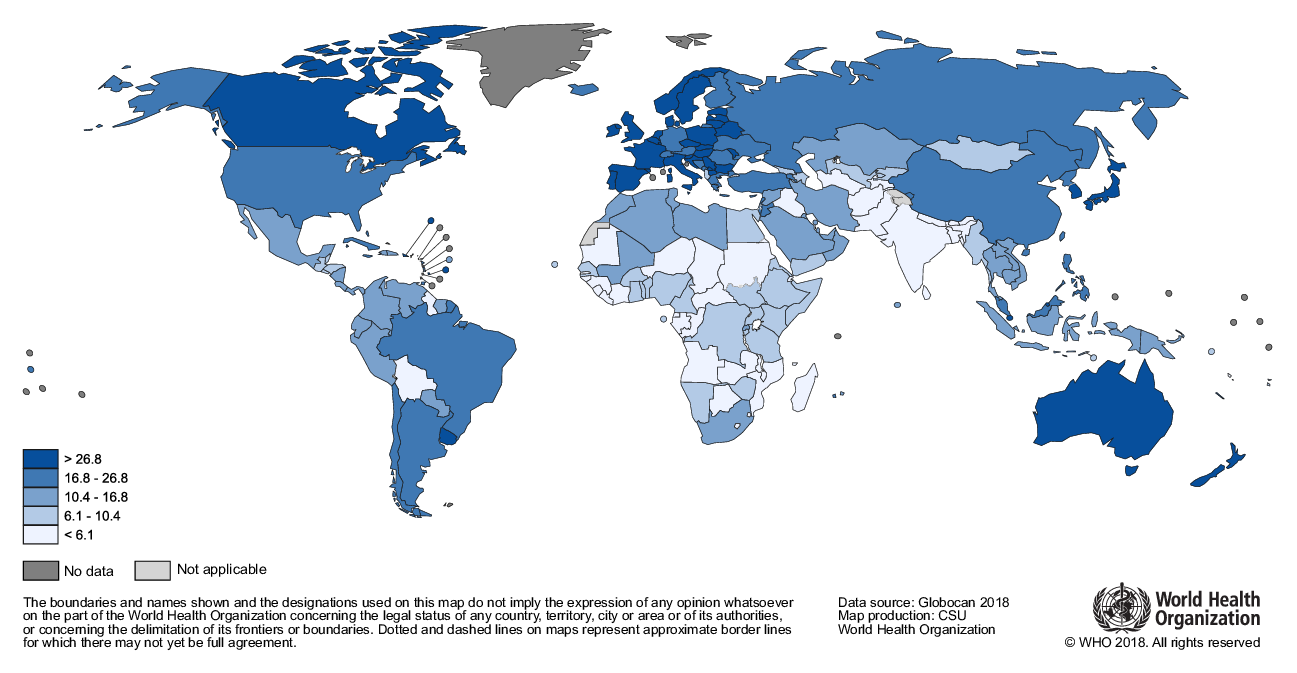 > 26.8
16.8 - 26.8
10.4 - 16.8
6.1 - 10.4
< 6.1
No data
Not applicable
The boundaries and names shown and the designations used on this map do not imply the expression of any opinion whatsoever
on the part of the World Health Organization concerning the legal status of any country, territory, city or area or of its authorities,
or concerning the delimitation of its frontiers or boundaries. Dotted and dashed lines on maps represent approximate border lines
for which there may not yet be full agreement.
Data source: Globocan 2018
Map production: CSU
World Health Organization
World Health
Organization
© WHO 2018. All rights reserved